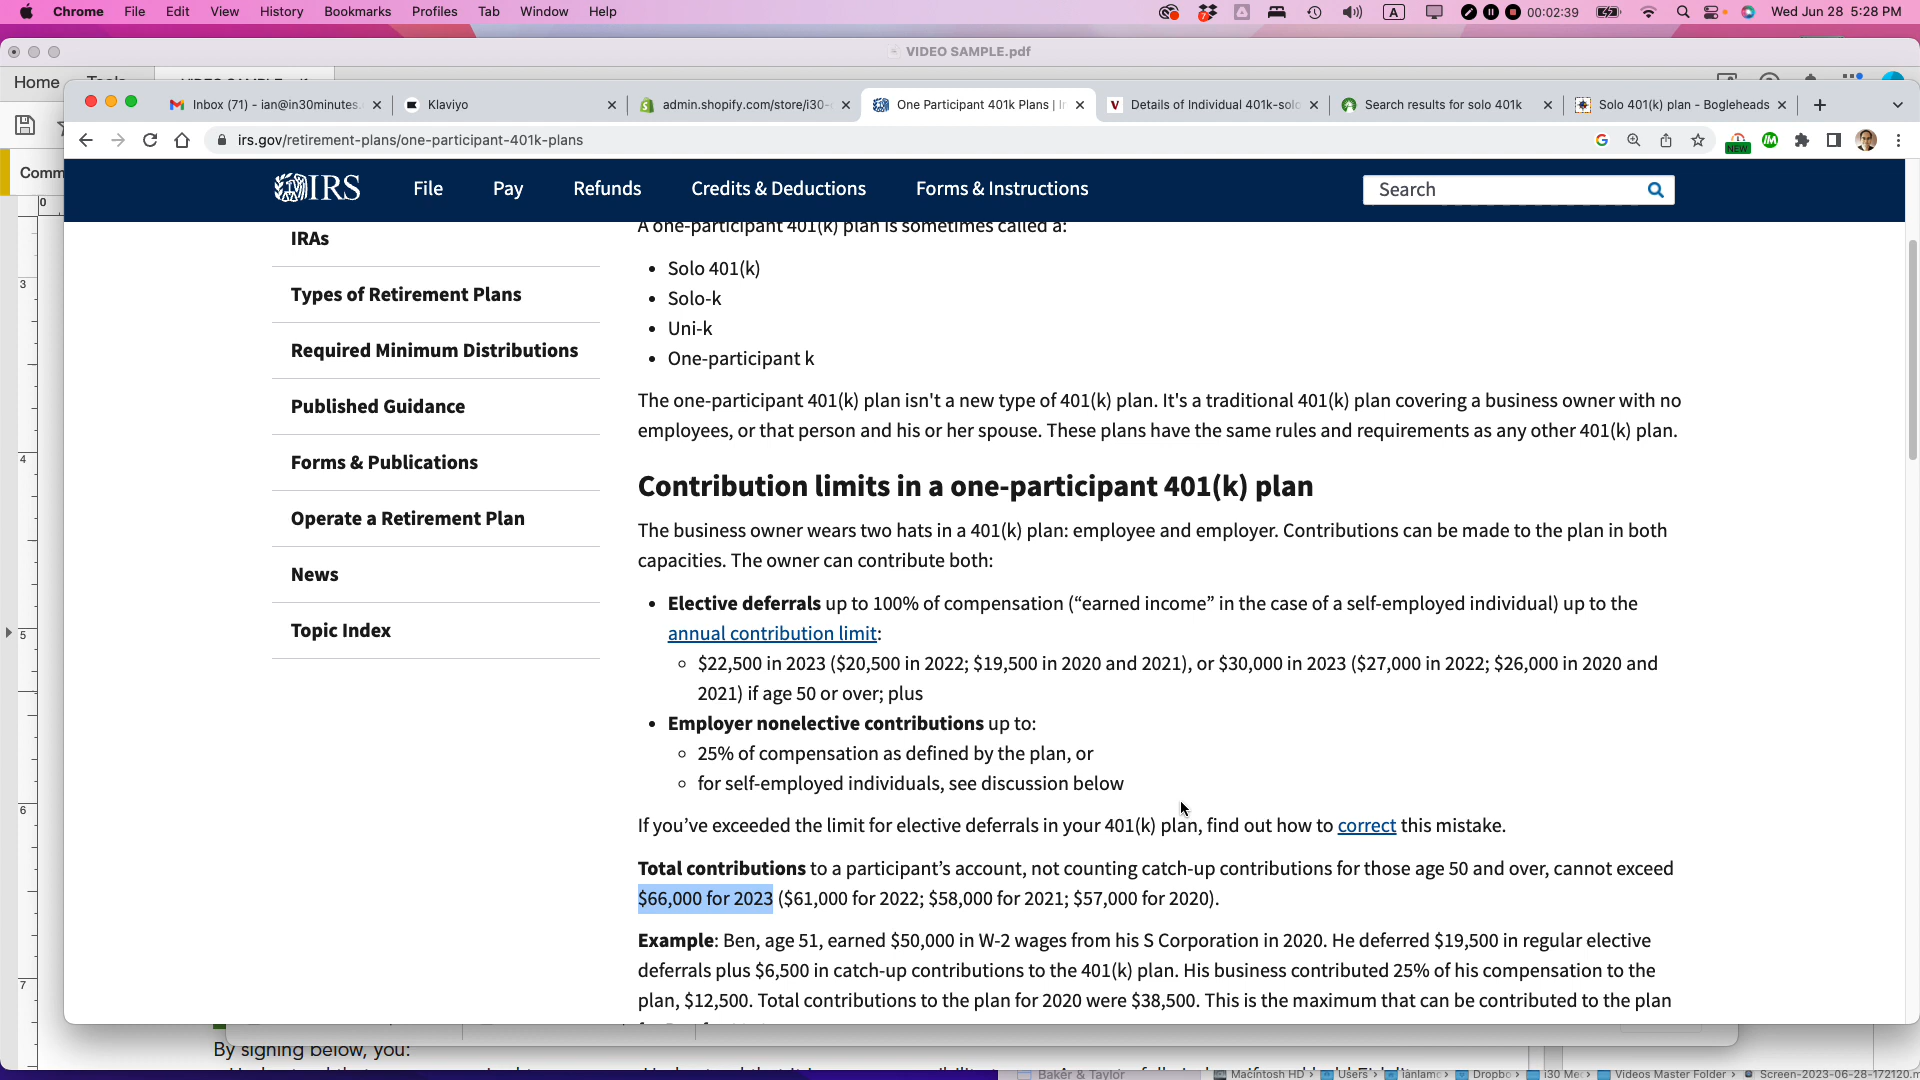 Chrome File Edit View History Bookmarks Profiles Tab Window Help A 00:02:39 Wed Jun 28 5:28 PM
VIDEO SAMPLE.pdf
Home
Inbox (71) - ian@in30minutes. Klaviyo admin.shopify.com/store/i30- One Participant 401k Plans | Details of Individual 401k-solo Search results for solo 401k Solo 401(k) plan - Bogleheads
irs.gov/retirement-plans/one-participant-401k-plans NEW
Comm
IRS File Pay Refunds Credits & Deductions Forms & Instructions Search
IRAs
Types of Retirement Plans
Required Minimum Distributions
Published Guidance
Forms & Publications
Operate a Retirement Plan
News
Topic Index
A one-participant 401(k) plan is sometimes called a:
• Solo 401(k)
• Solo-k
• Uni-k
• One-participant k
The one-participant 401(k) plan isn't a new type of 401(k) plan. It's a traditional 401(k) plan covering a business owner with no
employees, or that person and his or her spouse. These plans have the same rules and requirements as any other 401(k) plan.
Contribution limits in a one-participant 401(k) plan
The business owner wears two hats in a 401(k) plan: employee and employer. Contributions can be made to the plan in both
capacities. The owner can contribute both:
• Elective deferrals up to 100% of compensation (“earned income” in the case of a self-employed individual) up to the
annual contribution limit:
◦ $22,500 in 2023 ($20,500 in 2022; $19,500 in 2020 and 2021), or $30,000 in 2023 ($27,000 in 2022; $26,000 in 2020 and
2021) if age 50 or over; plus
• Employer nonelective contributions up to:
◦ 25% of compensation as defined by the plan, or
◦ for self-employed individuals, see discussion below
If you’ve exceeded the limit for elective deferrals in your 401(k) plan, find out how to correct this mistake.
Total contributions to a participant’s account, not counting catch-up contributions for those age 50 and over, cannot exceed
$66,000 for 2023 ($61,000 for 2022; $58,000 for 2021; $57,000 for 2020).
Example: Ben, age 51, earned $50,000 in W-2 wages from his S Corporation in 2020. He deferred $19,500 in regular elective
deferrals plus $6,500 in catch-up contributions to the 401(k) plan. His business contributed 25% of his compensation to the
plan, $12,500. Total contributions to the plan for 2020 were $38,500. This is the maximum that can be contributed to the plan
0
3
4
5
6
7
By signing below, you:
Baker & Taylor Macintosh HD › Users › ianlamo › Dropbo › i30 Me › Videos Master Folder › Screen-2023-06-28-172120.m